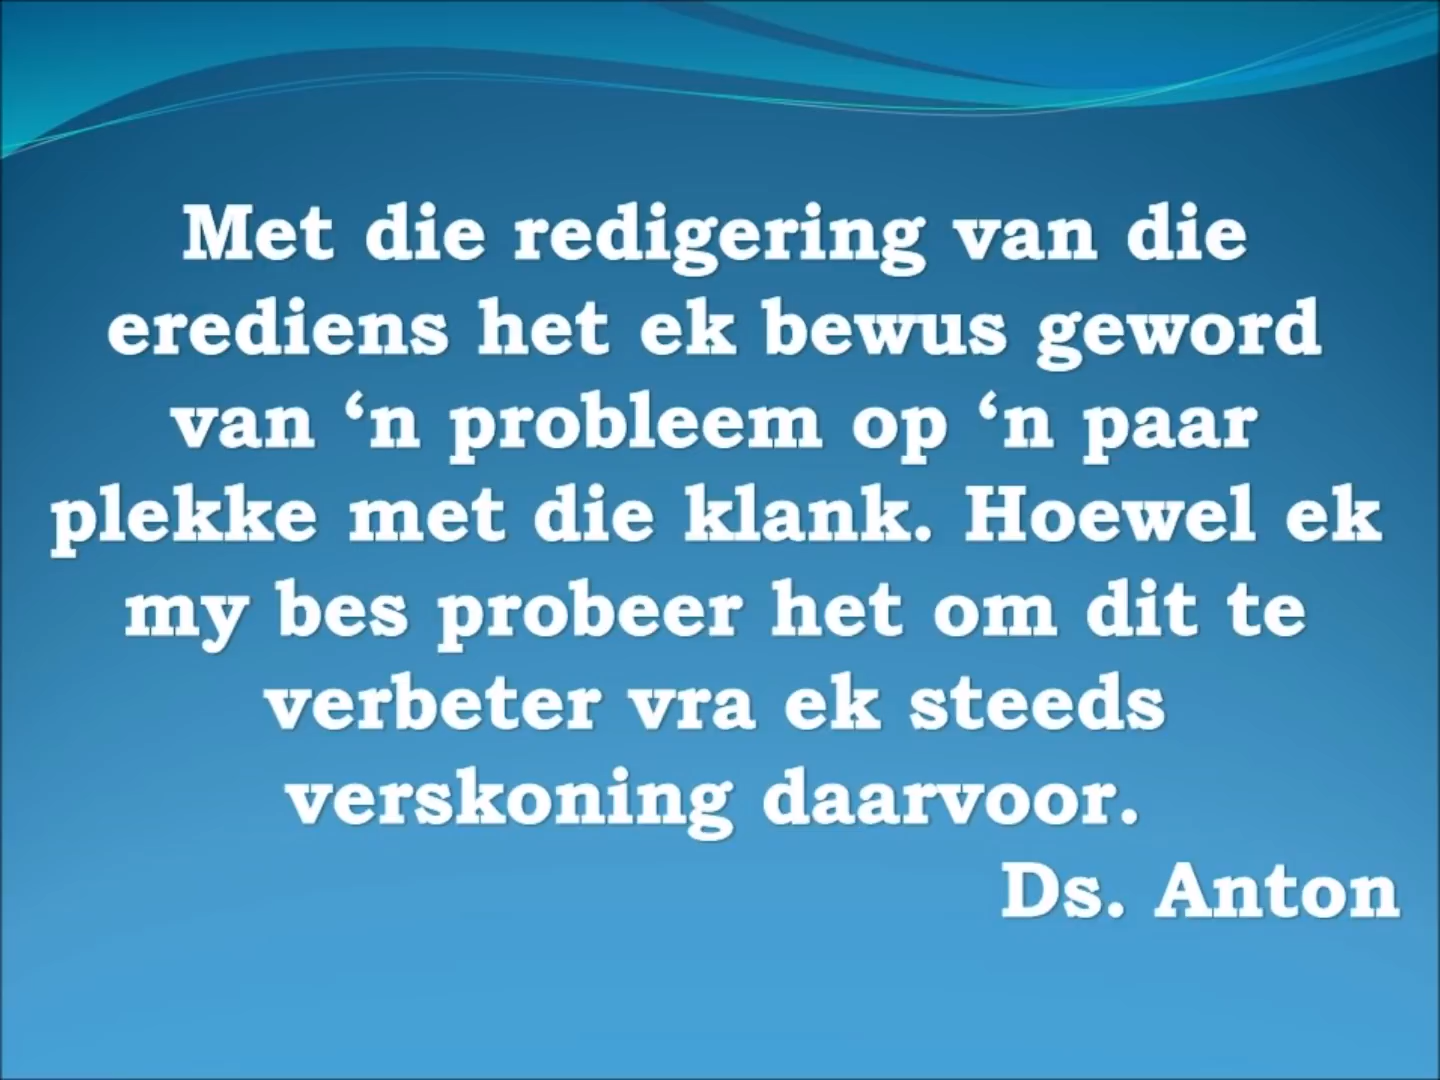 Met die redigering van die
erediens het ek bewus geword
van ‘n probleem op ‘n paar
plekke met die klank. Hoewel ek
my bes probeer het om dit te
verbeter vra ek steeds
verskoning daarvoor.
Ds. Anton